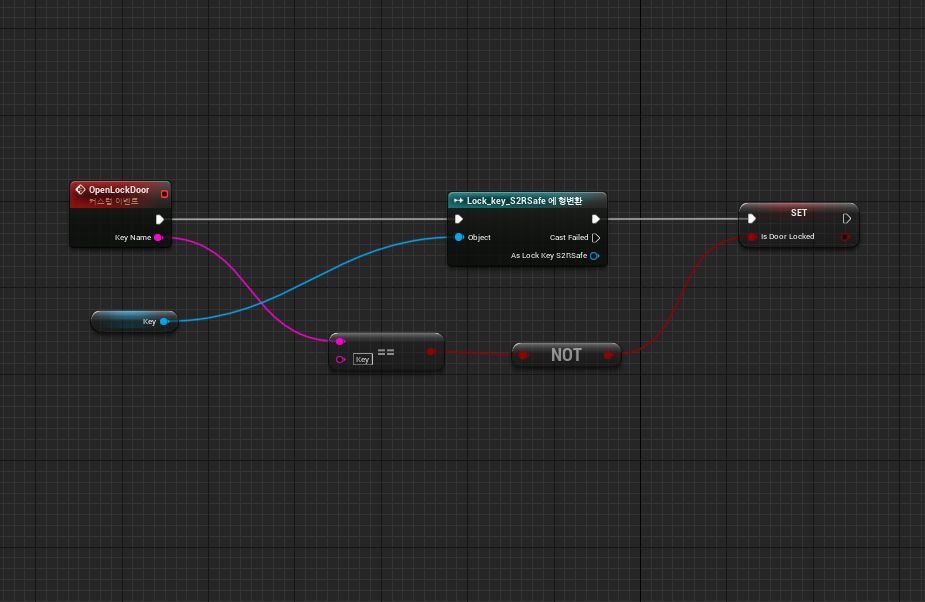 OpenLockDoor
커스텀 이벤트
Key Name
Key
Lock_key_S2RSafe 에 형변환
Object
Cast Failed
As Lock Key S2RSafe
Key
==
NOT
SET
Is Door Locked